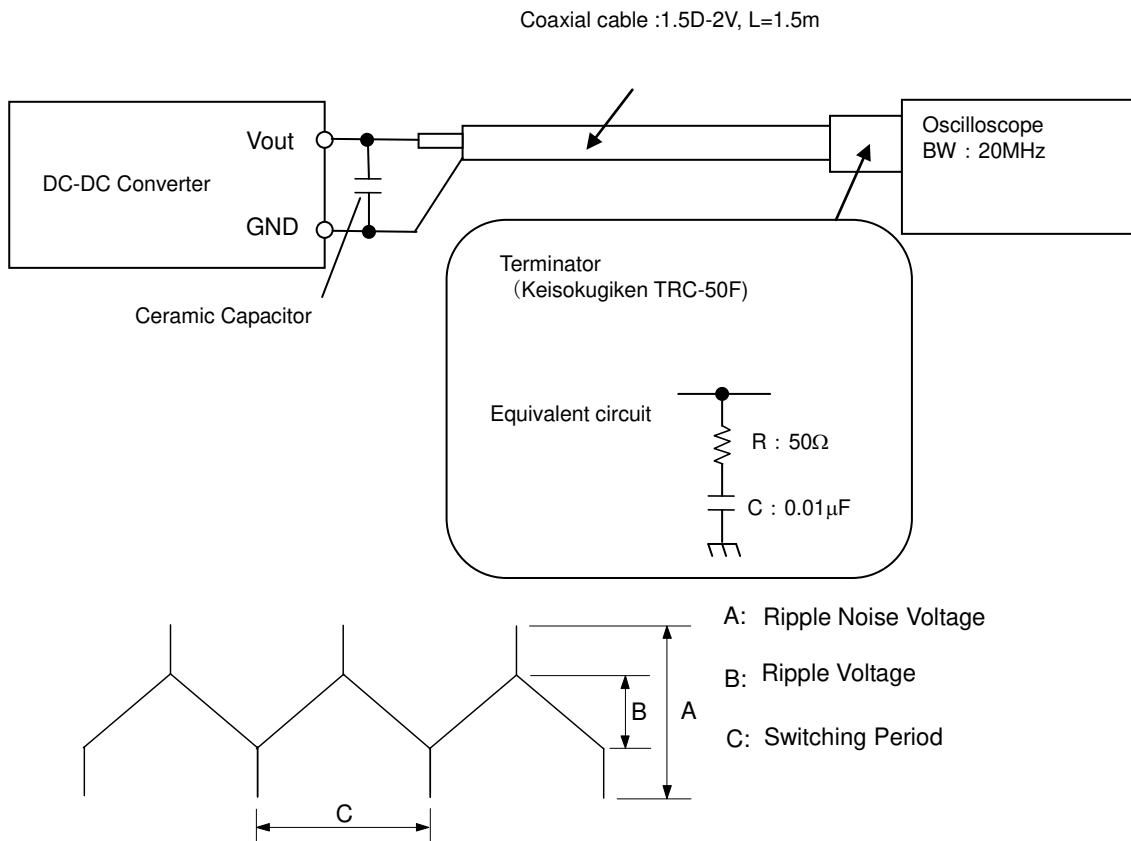 Coaxial cable :1.5D-2V, L=1.5m
Vout
DC-DC Converter
GND
Ceramic Capacitor
Oscilloscope
BW : 20MHz
Terminator
（Keisokugiken TRC-50F)
Equivalent circuit
R : 50Ω
C : 0.01μF
A: Ripple Noise Voltage
B: Ripple Voltage
C: Switching Period
B
A
C